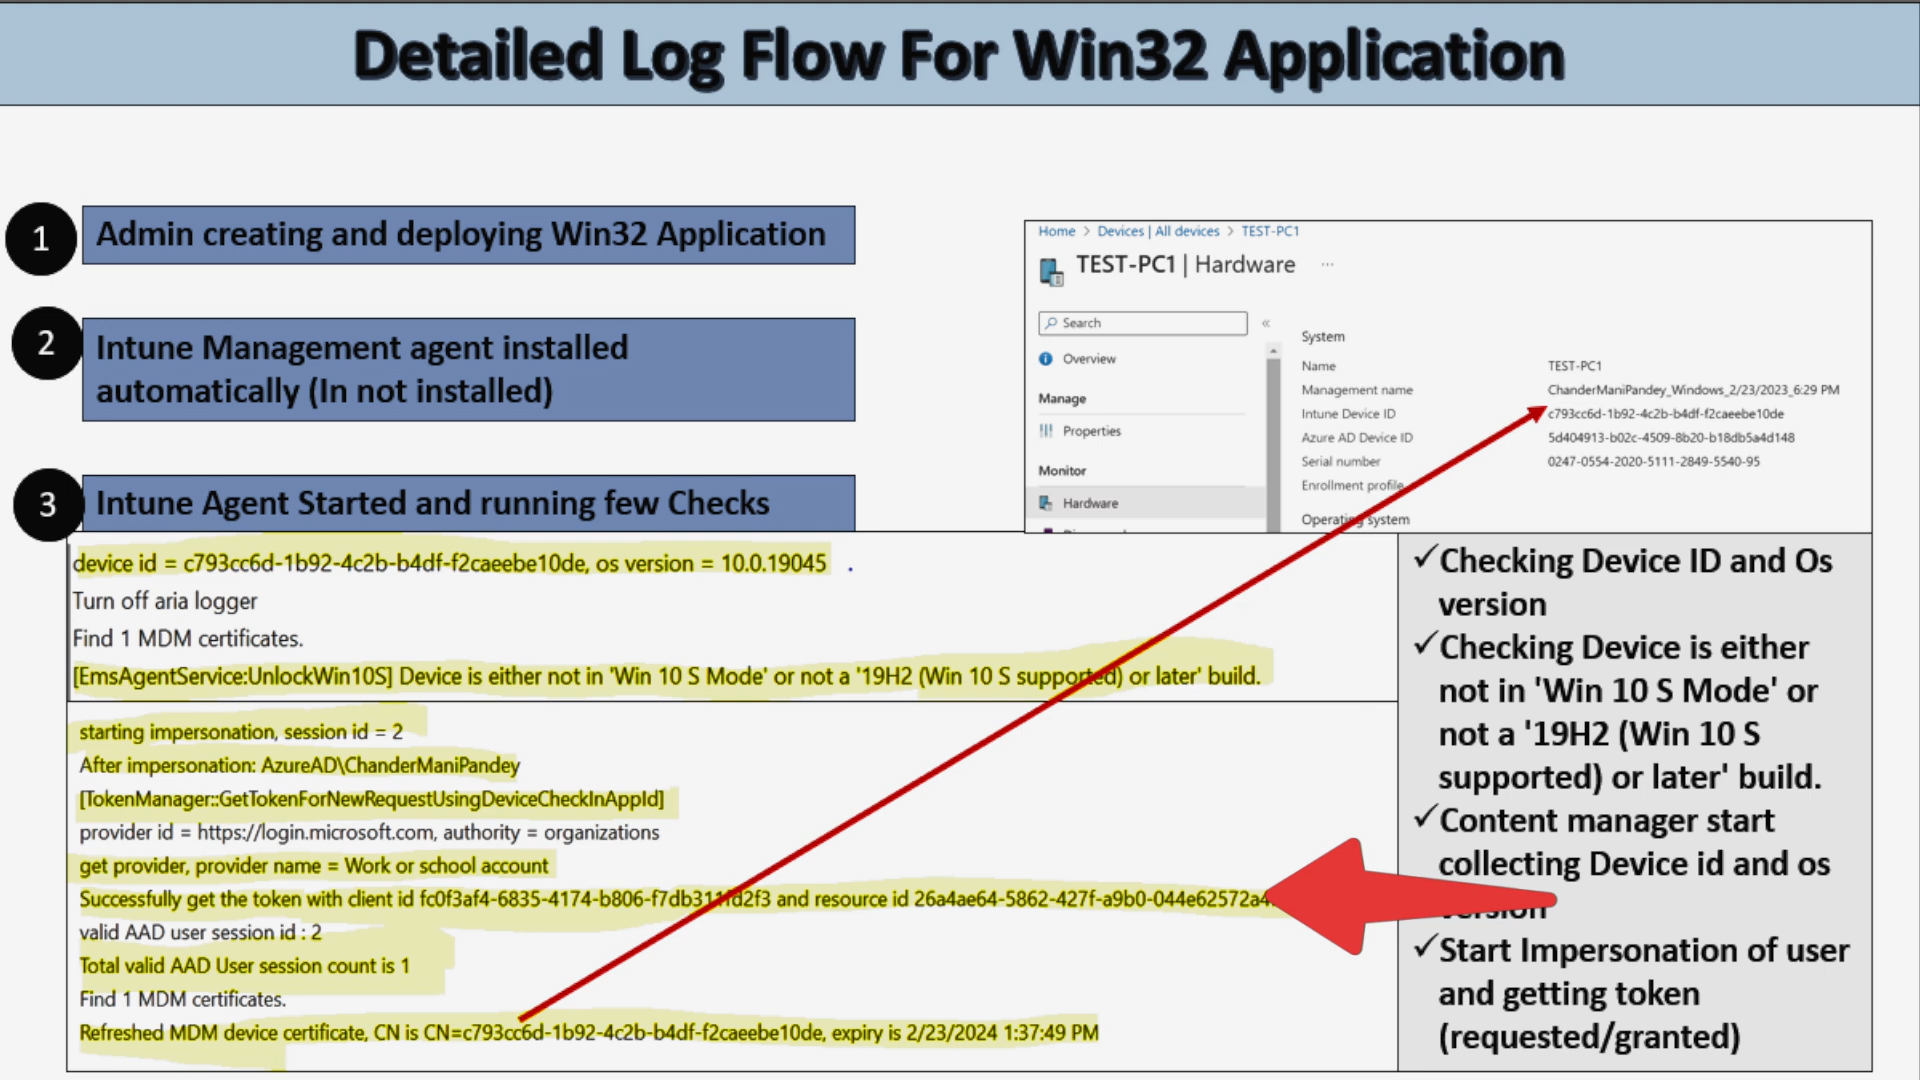 Detailed Log Flow For Win32 Application
1
Admin creating and deploying Win32 Application
2
Intune Management agent installed
automatically (In not installed)
3
Intune Agent Started and running few Checks
Home > Devices | All devices > TEST-PC1
TEST-PC1 | Hardware ...
Search «
Overview
Manage
Properties
Monitor
Hardware
System
Name TEST-PC1
Management name ChanderManiPandey_Windows_2/23/2023_6:29 PM
Intune Device ID c793cc6d-1b92-4c2b-b4df-f2caeebe10de
Azure AD Device ID 5d404913-b02c-4509-8b20-b18db5a4d148
Serial number 0247-0554-2020-5111-2849-5540-95
Enrollment profile
Operating system
device id = c793cc6d-1b92-4c2b-b4df-f2caeebe10de, os version = 10.0.19045 .
Turn off aria logger
Find 1 MDM certificates.
[EmsAgentService:UnlockWin10S] Device is either not in 'Win 10 S Mode' or not a '19H2 (Win 10 S supported) or later' build.
starting impersonation, session id = 2
After impersonation: AzureAD\ChanderManiPandey
[TokenManager::GetTokenForNewRequestUsingDeviceCheckInAppId]
provider id = https://login.microsoft.com, authority = organizations
get provider, provider name = Work or school account
Successfully get the token with client id and resource id
valid AAD user session id : 2
Total valid AAD User session count is 1
Find 1 MDM certificates.
Refreshed MDM device certificate, CN is CN=c793cc6d-1b92-4c2b-b4df-f2caeebe10de, expiry is 2/23/2024 1:37:49 PM
✓Checking Device ID and Os
version
✓Checking Device is either
not in 'Win 10 S Mode' or
not a '19H2 (Win 10 S
supported) or later' build.
✓Content manager start
collecting Device id and os
version
✓Start Impersonation of user
and getting token
(requested/granted)